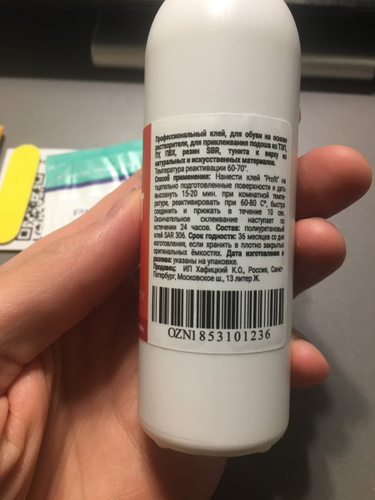 Профессиональный клей, для обуви на основе
растворителя, для приклеивания подошв из ТЭП,
ПУ, ПВХ, резин SBR, тунита к верху из
натуральных и искусственных материалов.
Температура реактивации 60-70°.
Способ применение: Нанести клей "Profit" на
тщательно подготовленные поверхности и дать
высохнуть 15-20 мин. при комнатной темпе-
ратуре, реактивировать при 60-80 С°, быстро
соединить и прижать в течение 10 сек.
Окончательное склеивание наступает по
истечении 24 часов. Состав: полиуретановый
клей SAR 306. Срок годности: 36 месяцев со дня
изготовления, если хранить в плотно закрытых
оригинальных ёмкостях. Дата изготовления и
розлива: указаны на упаковке.
Продавец: ИП Хафицкий К.О., Россия, Санкт-
Петербург, Московское ш., 13 литер Ж.
OZN1853101236